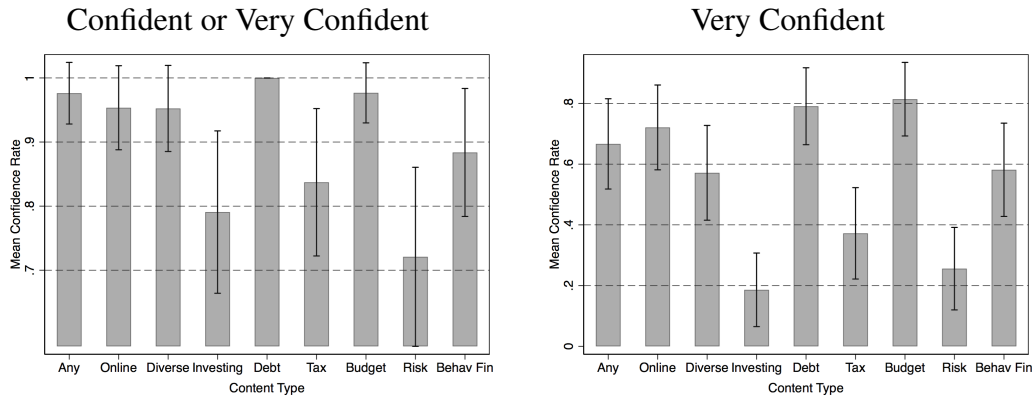 Confident or Very Confident
Mean Confidence Rate
1
.9
.8
.7
Any Online Diverse Investing Debt Tax Budget Risk Behav Fin
Content Type
Very Confident
Mean Confidence Rate
.8
.6
.4
.2
0
Any Online Diverse Investing Debt Tax Budget Risk Behav Fin
Content Type